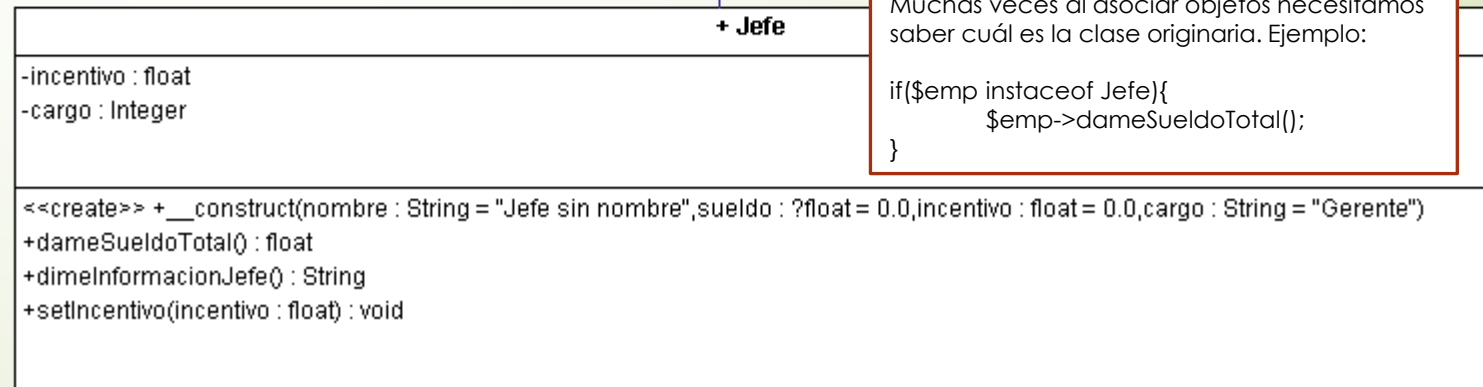 + Jefe
-incentivo : float
-cargo : Integer
Muchas veces al asociar objetos necesitamos
saber cuál es la clase originaria. Ejemplo:
if($emp instaceof Jefe){
$emp->dameSueldoTotal();
}
<<create>> +__construct(nombre : String = "Jefe sin nombre",sueldo : ?float = 0.0,incentivo : float = 0.0,cargo : String = "Gerente")
+dameSueldoTotal() : float
+dimeInformacionJefe() : String
+setIncentivo(incentivo : float) : void